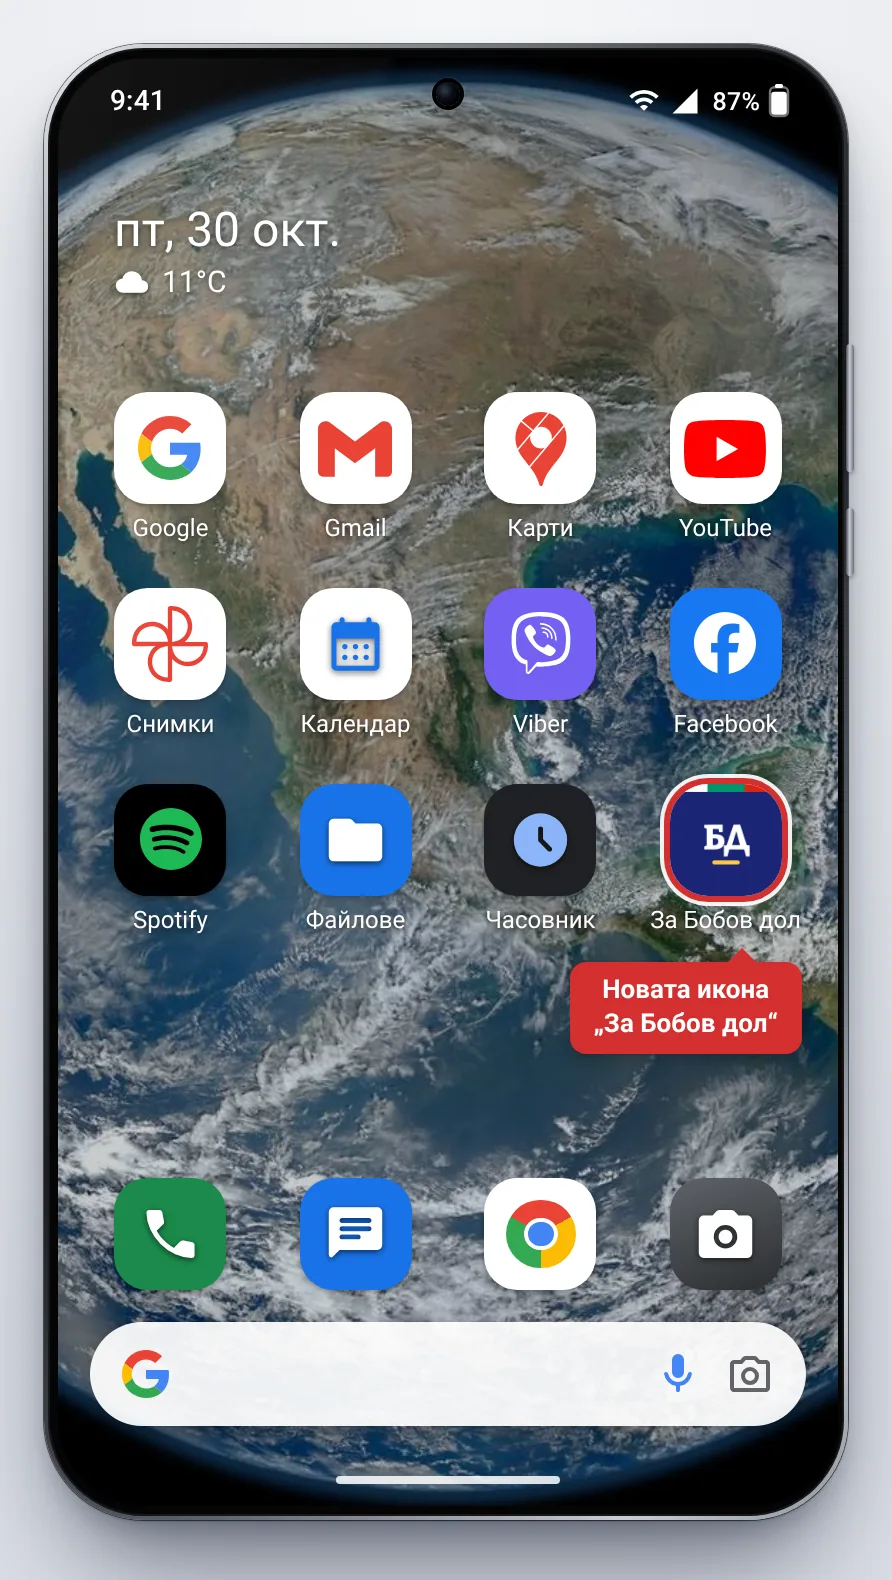 9:41
87%
пт, 30 окт.
11°C
Google
Gmail
Карти
YouTube
Снимки
Календар
Viber
Facebook
БД
Spotify
Файлове
Часовник
За Бобов дол
Новата икона
„За Бобов дол“